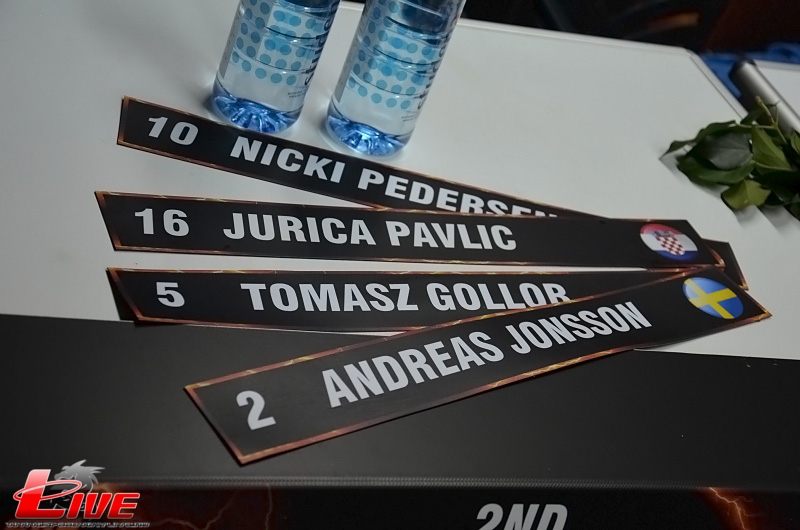 10 NICKI PEDERSEN
16 JURICA PAVLIC
5 TOMASZ GOLLOB
2 ANDREAS JONSSON
2ND
LIVE